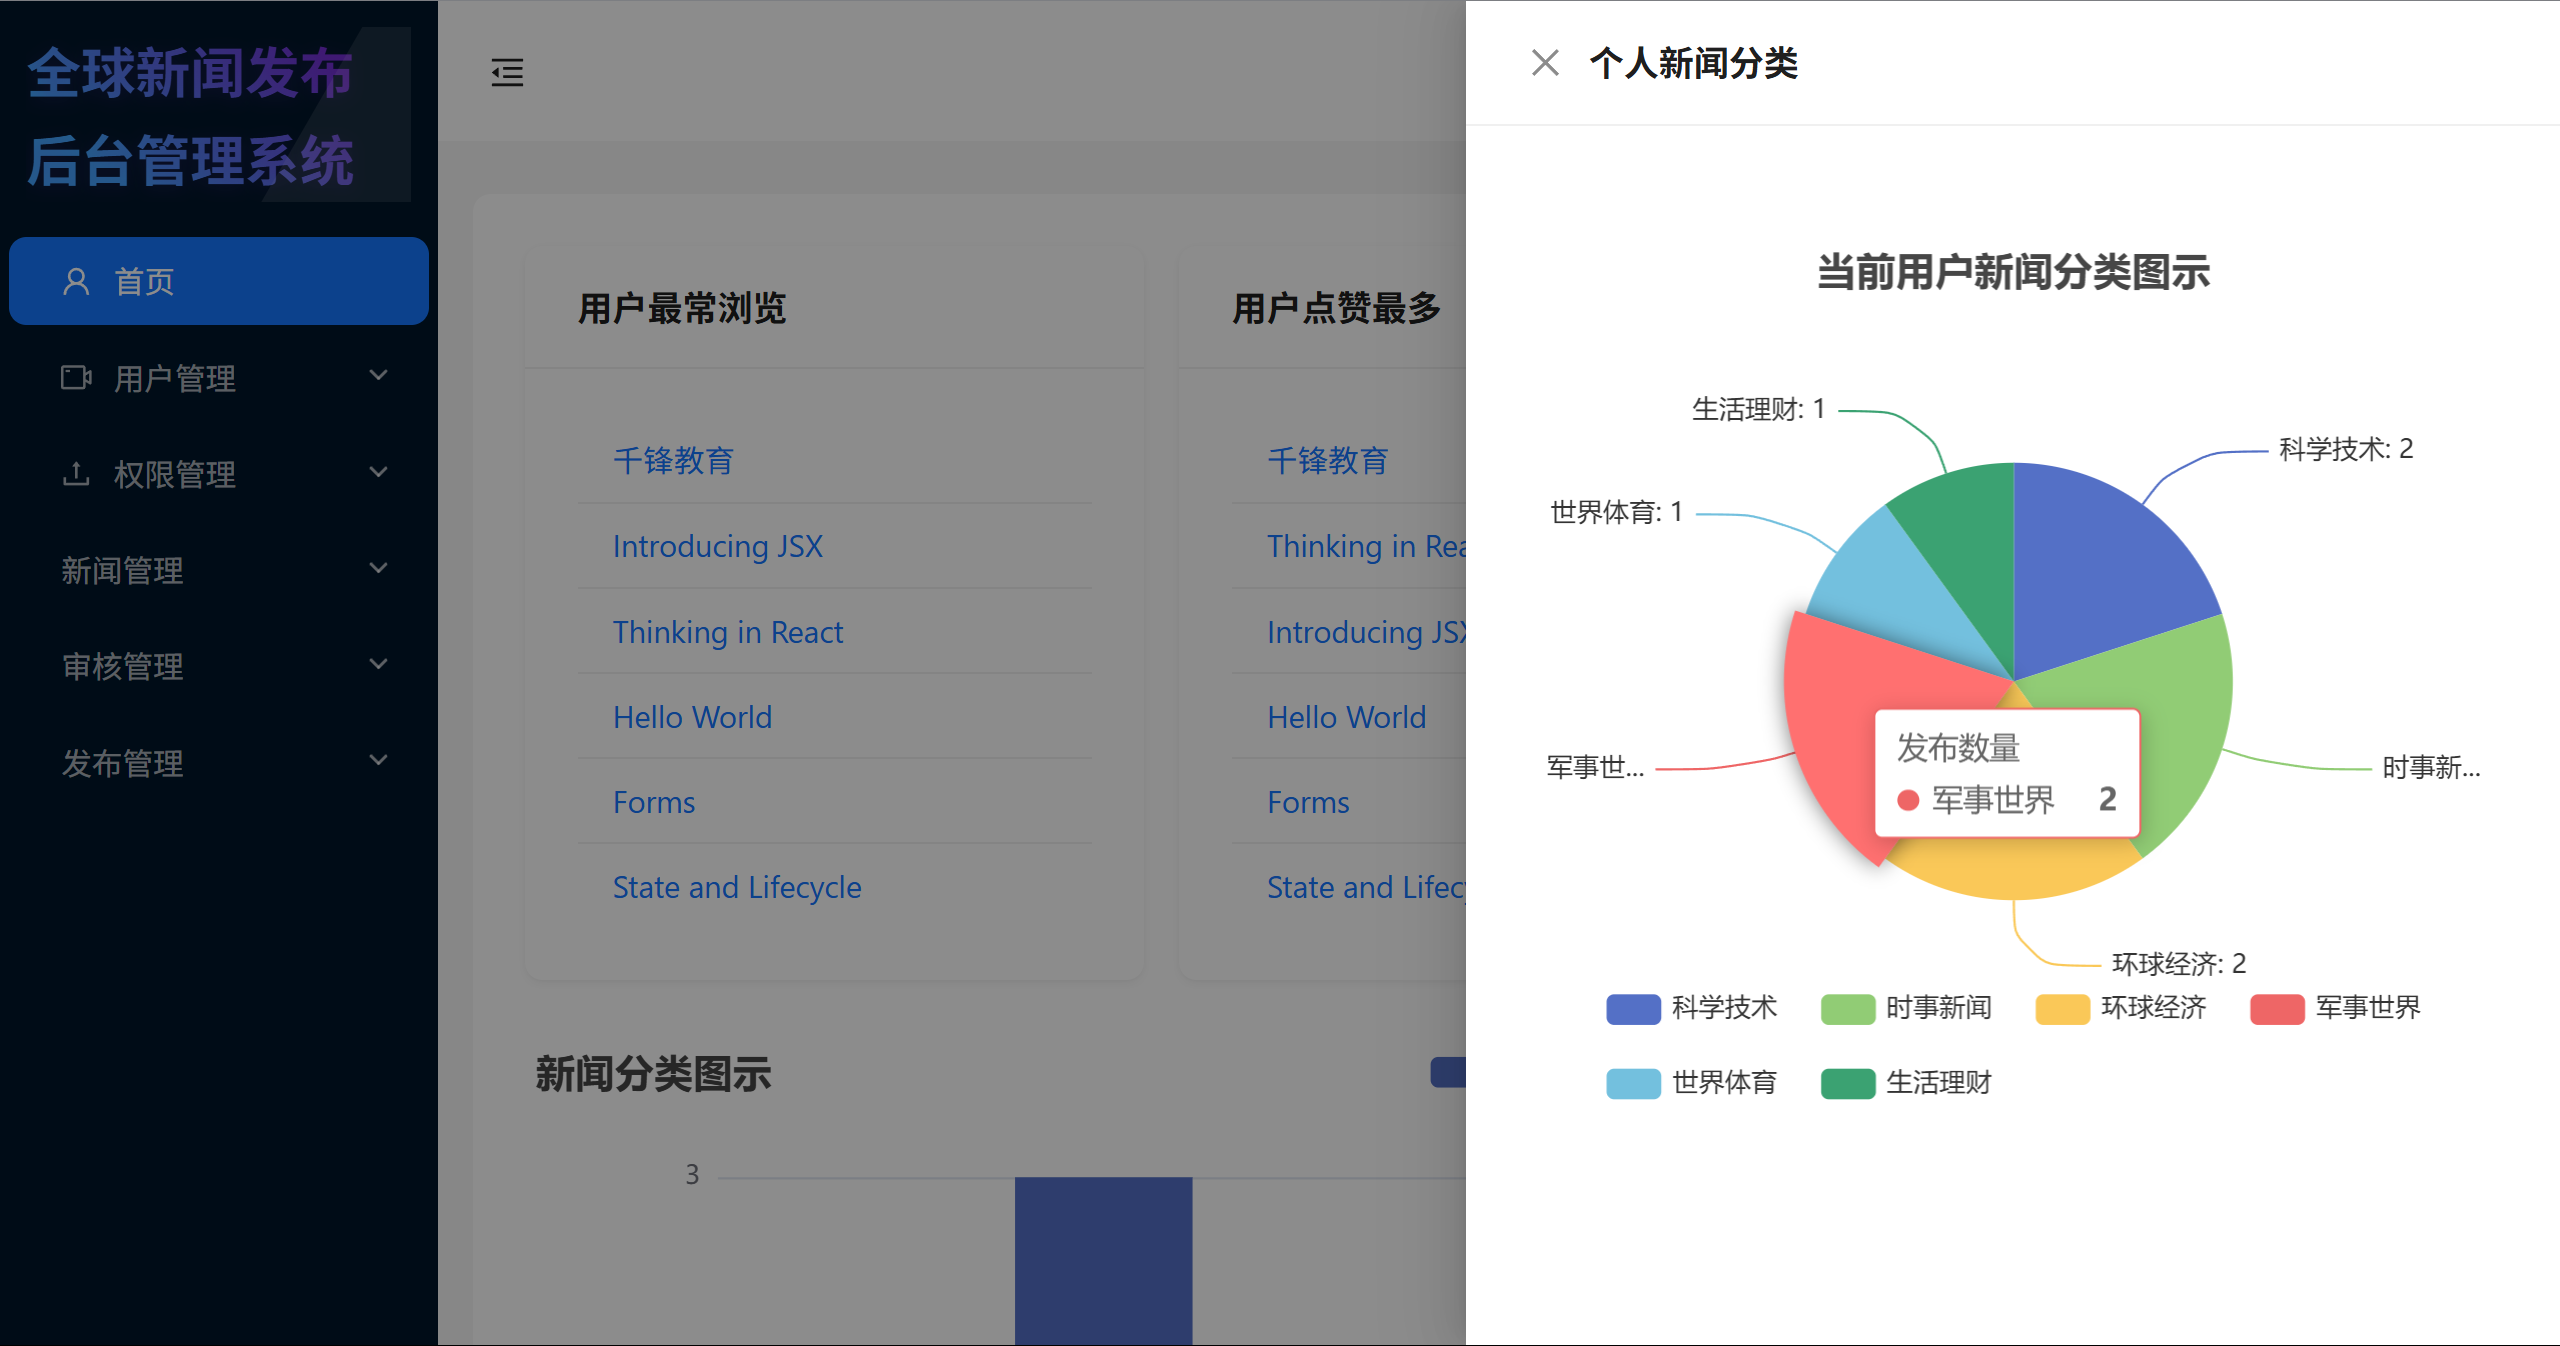 全球新闻发布
后台管理系统
首页
用户管理
权限管理
新闻管理
审核管理
发布管理
用户最常浏览
千锋教育
Introducing JSX
Thinking in React
Hello World
Forms
State and Lifecycle
用户点赞最多
千锋教育
Thinking in Rea
Introducing JSX
Hello World
Forms
State and Lifecy
新闻分类图示
3
个人新闻分类
当前用户新闻分类图示
生活理财: 1
科学技术: 2
世界体育: 1
军事世...
时事新...
发布数量
军事世界 2
环球经济: 2
科学技术 时事新闻 环球经济 军事世界
世界体育 生活理财